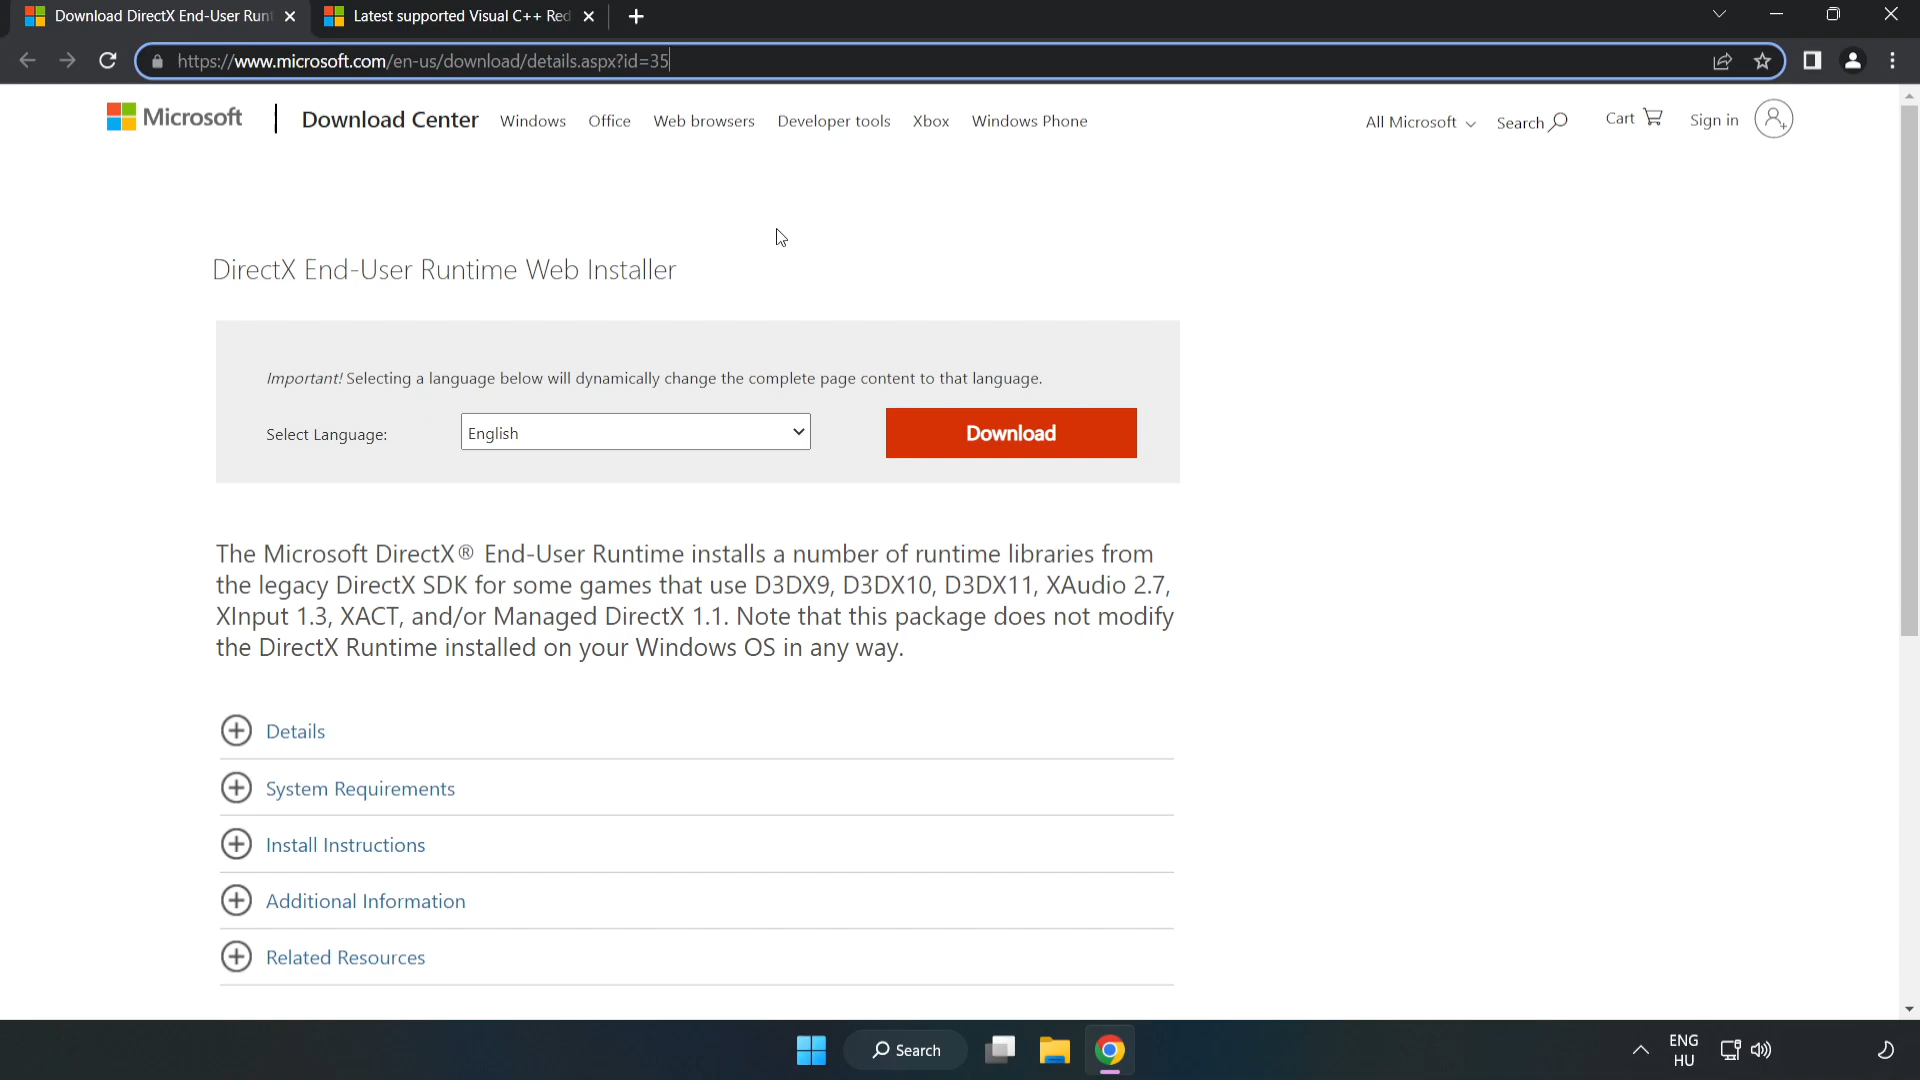 Download DirectX End-User Runt
Latest supported Visual C++ Red
https://www.microsoft.com/en-us/download/details.aspx?id=35
Microsoft
Download Center
Windows
Office
Web browsers
Developer tools
Xbox
Windows Phone
All Microsoft
Search
Cart
Sign in
DirectX End-User Runtime Web Installer
Important! Selecting a language below will dynamically change the complete page content to that language.
Select Language:
English
Download
The Microsoft DirectX® End-User Runtime installs a number of runtime libraries from
the legacy DirectX SDK for some games that use D3DX9, D3DX10, D3DX11, XAudio 2.7,
XInput 1.3, XACT, and/or Managed DirectX 1.1. Note that this package does not modify
the DirectX Runtime installed on your Windows OS in any way.
Details
System Requirements
Install Instructions
Additional Information
Related Resources
Search
ENG
HU